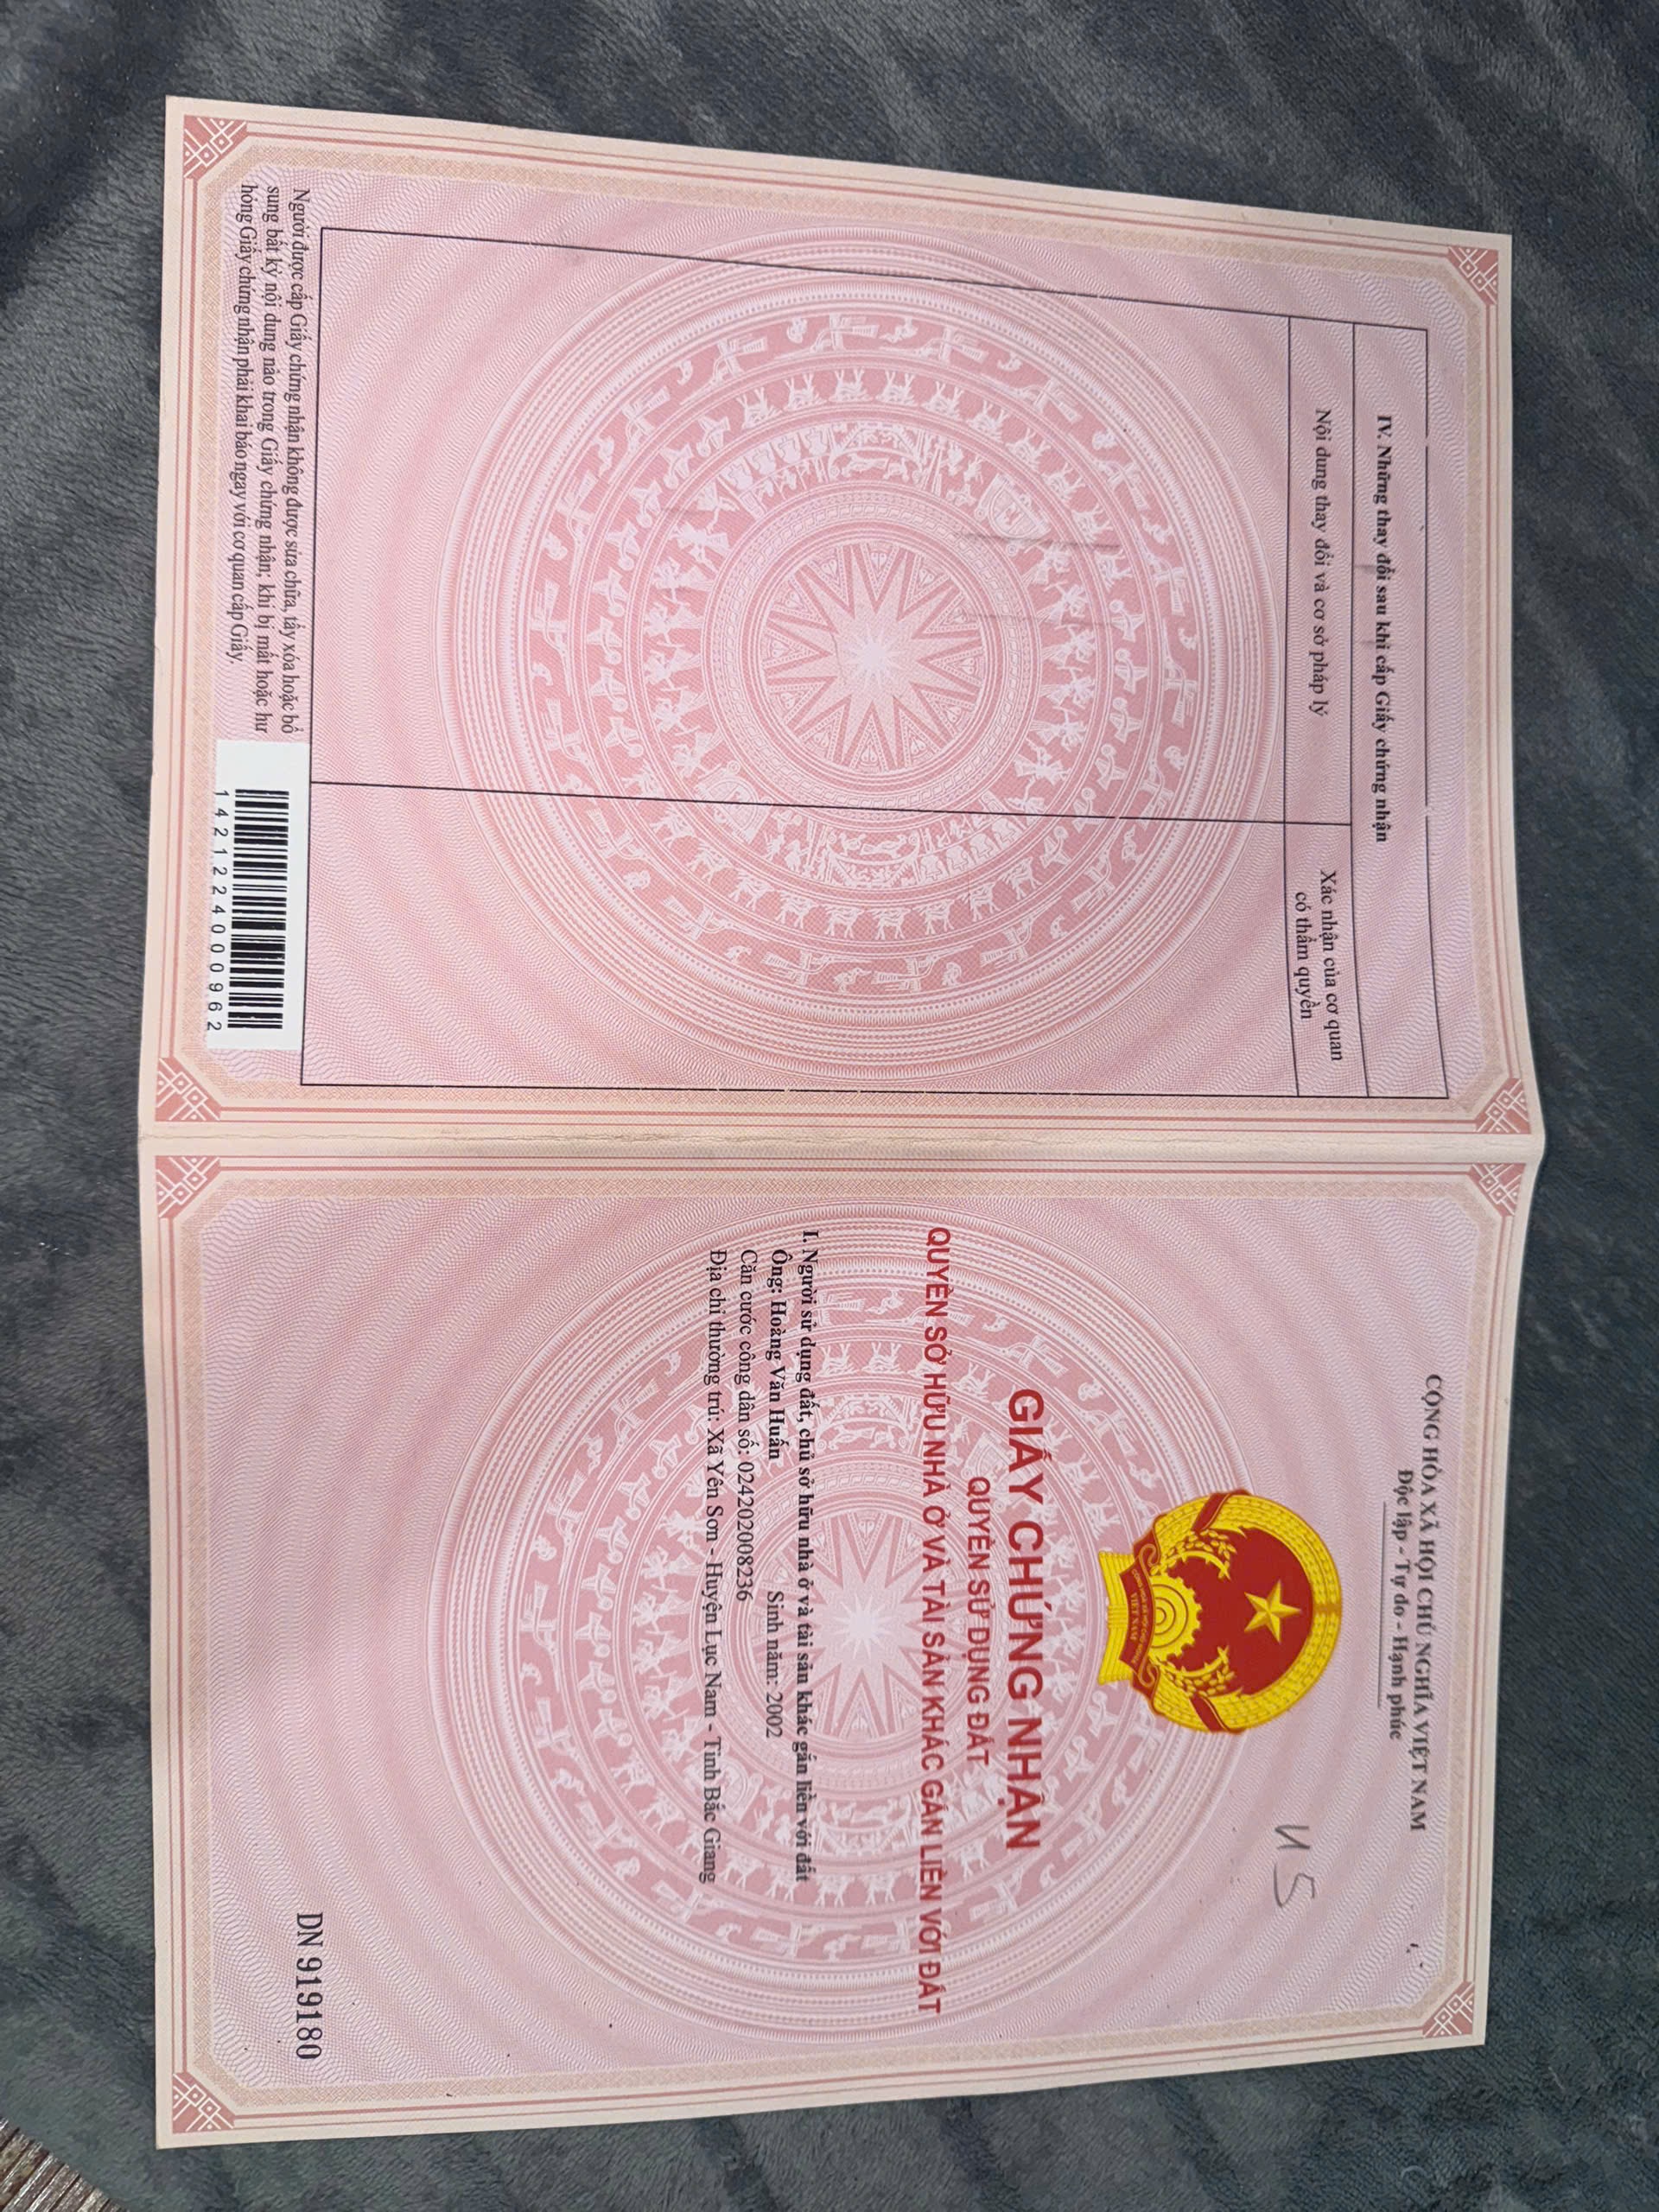 IV. Những thay đổi sau khi cấp Giấy chứng nhận
Nội dung thay đổi và cơ sở pháp lý
Xác nhận của cơ quan
có thẩm quyền
Người được cấp Giấy chứng nhận không được sửa chữa, tẩy xóa hoặc bổ
sung bất kỳ nội dung nào trong Giấy chứng nhận; khi bị mất hoặc hư
hỏng Giấy chứng nhận phải khai báo ngay với cơ quan cấp Giấy.
1421224000962
CỘNG HÒA XÃ HỘI CHỦ NGHĨA VIỆT NAM
Độc lập - Tự do - Hạnh phúc
U5
VIỆT NAM
GIẤY CHỨNG NHẬN
QUYỀN SỬ DỤNG ĐẤT
QUYỀN SỞ HỮU NHÀ Ở VÀ TÀI SẢN KHÁC GẮN LIỀN VỚI ĐẤT
I. Người sử dụng đất, chủ sở hữu nhà ở và tài sản khác gắn liền với đất
Ông: Hoàng Văn Huấn Sinh năm: 2002
Căn cước công dân số: 024202008236
Địa chỉ thường trú: Xã Yên Sơn - Huyện Lục Nam - Tỉnh Bắc Giang
DN 919180